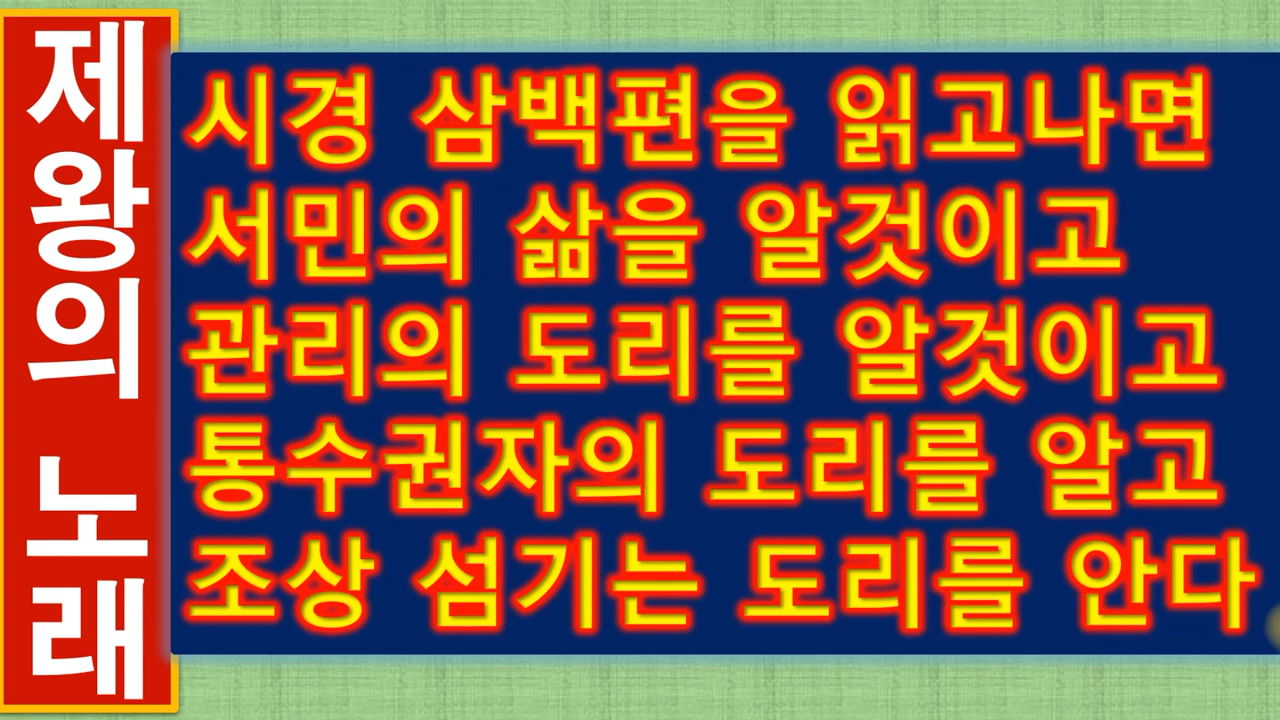 제왕의 노래
시경 삼백편을 읽고나면
서민의 삶을 알것이고
관리의 도리를 알것이고
통수권자의 도리를 알고
조상 섬기는 도리를 안다